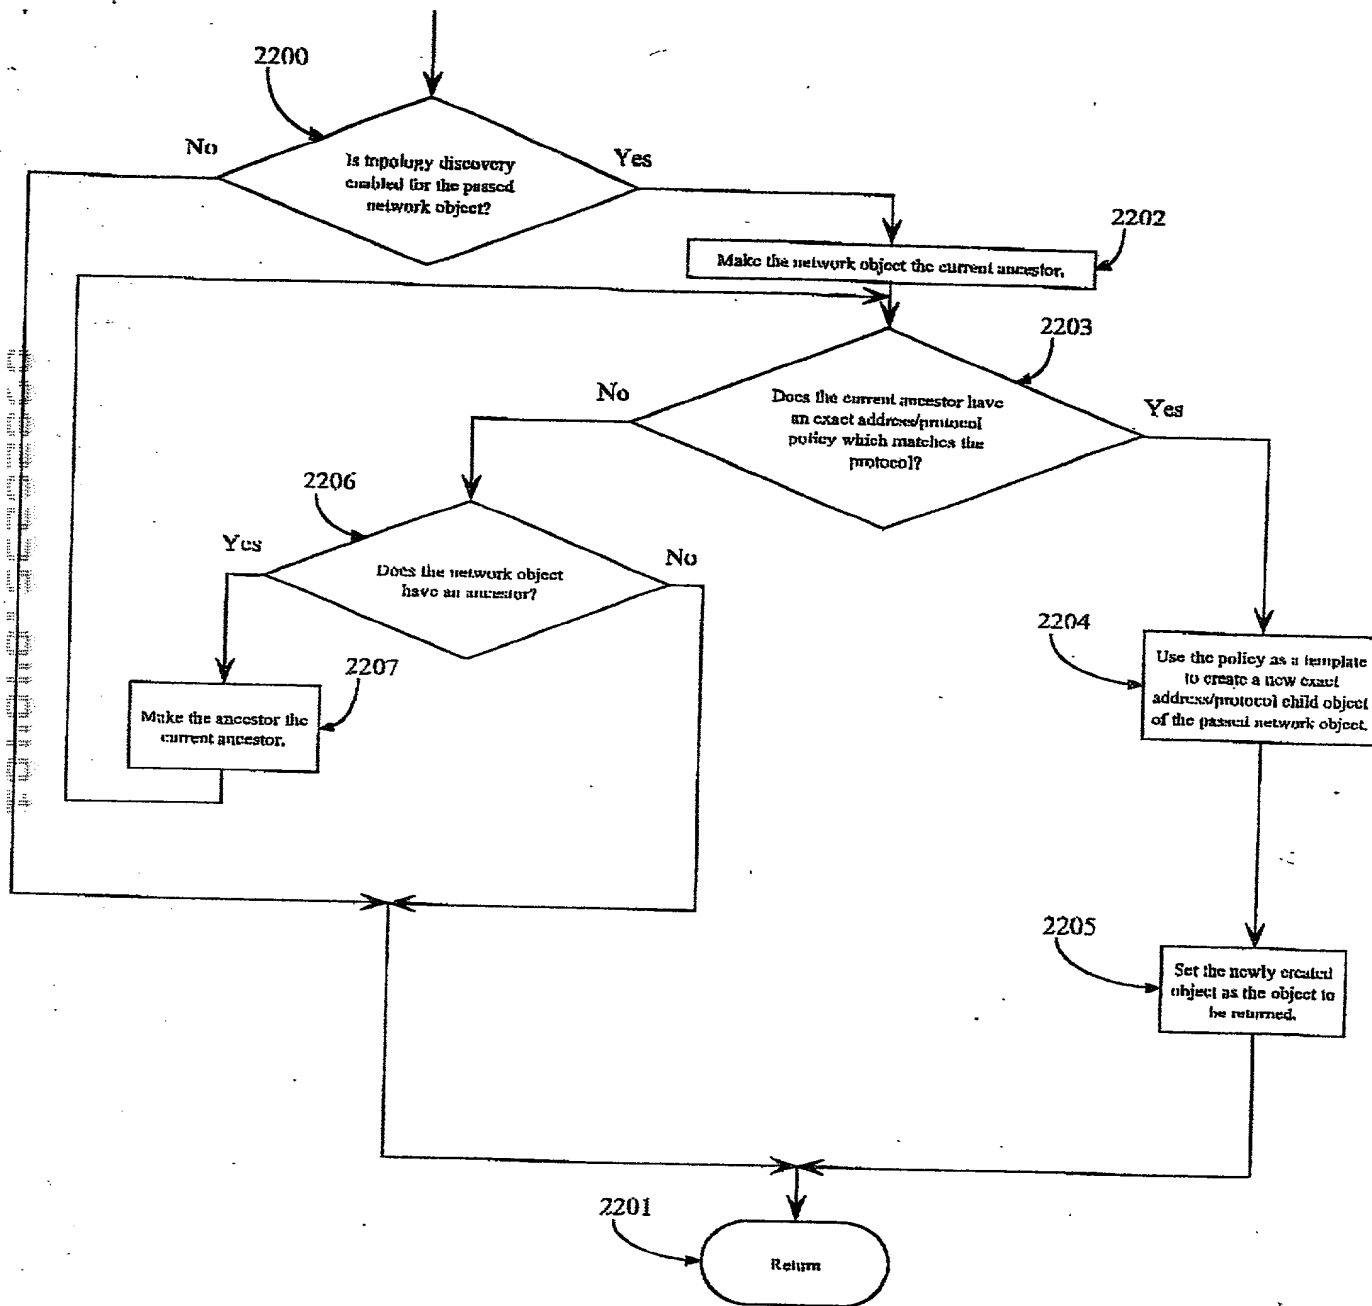 2200
No
Yes
Is topology discovery
enabled for the passed
network object?
2202
Make the network object the current ancestor.
2203
No
Yes
Does the current ancestor have
an exact address/protocol
policy which matches the
protocol?
2206
Yes
No
Does the network object
have an ancestor?
2204
Use the policy as a template
to create a new exact
address/protocol child object
of the passed network object.
2207
Make the ancestor the
current ancestor.
2205
Set the newly created
object as the object to
be returned.
2201
Return